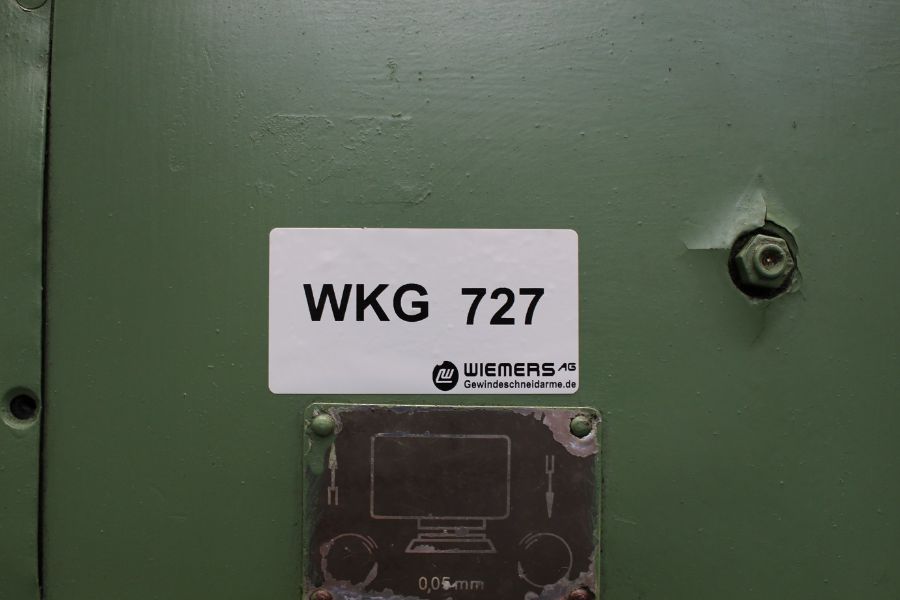 WKG 727
WIEMERS AG
Gewindeschneidarme.de
0,05 mm